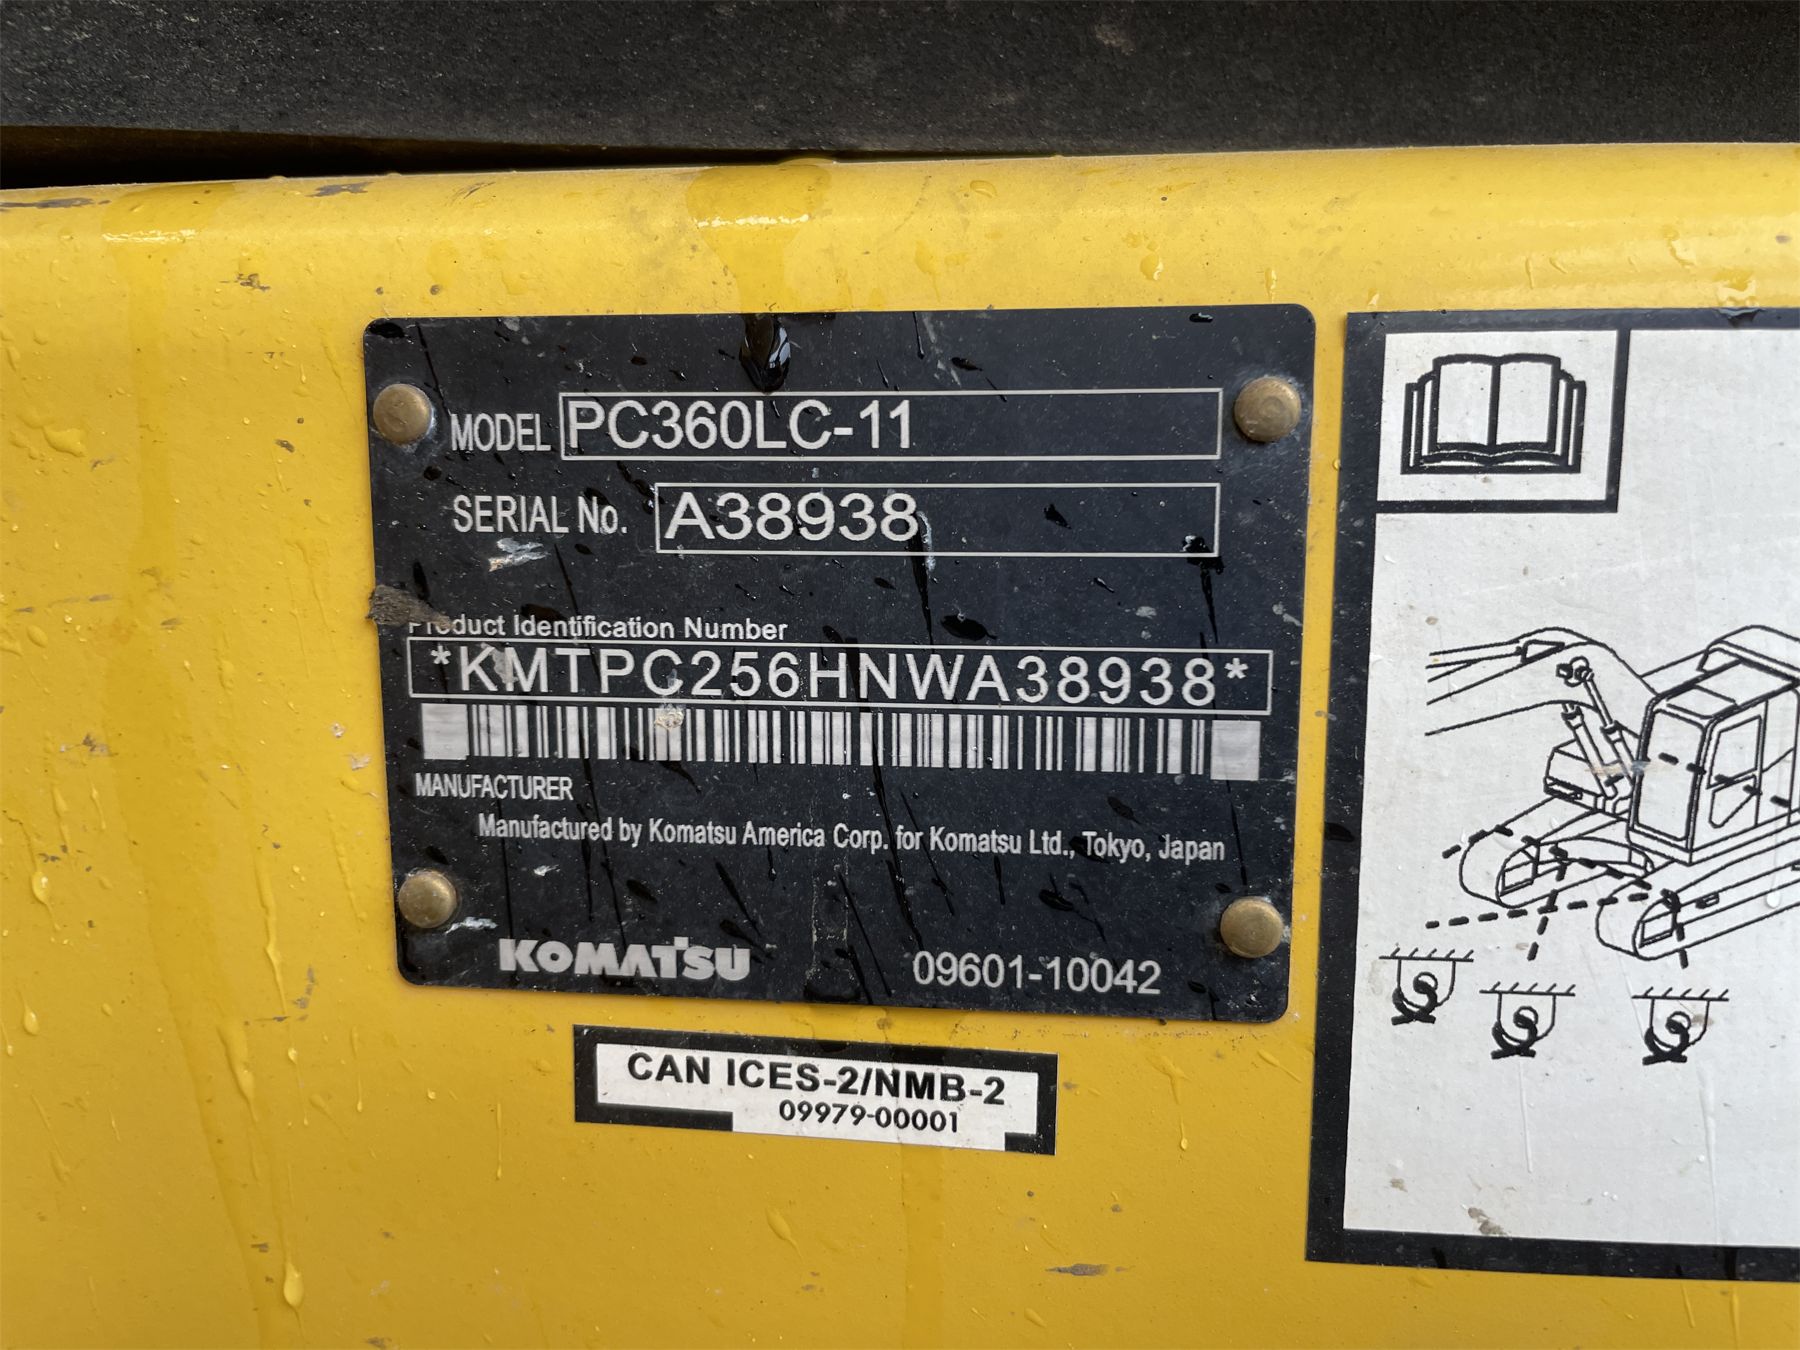 MODEL PC360LC-11
SERIAL No. A38938
Product Identification Number
*KMTPC256HNWA38938*
MANUFACTURER
Manufactured by Komatsu America Corp. for Komatsu Ltd., Tokyo, Japan
KOMATSU 09601-10042
CAN ICES-2/NMB-2
09979-00001